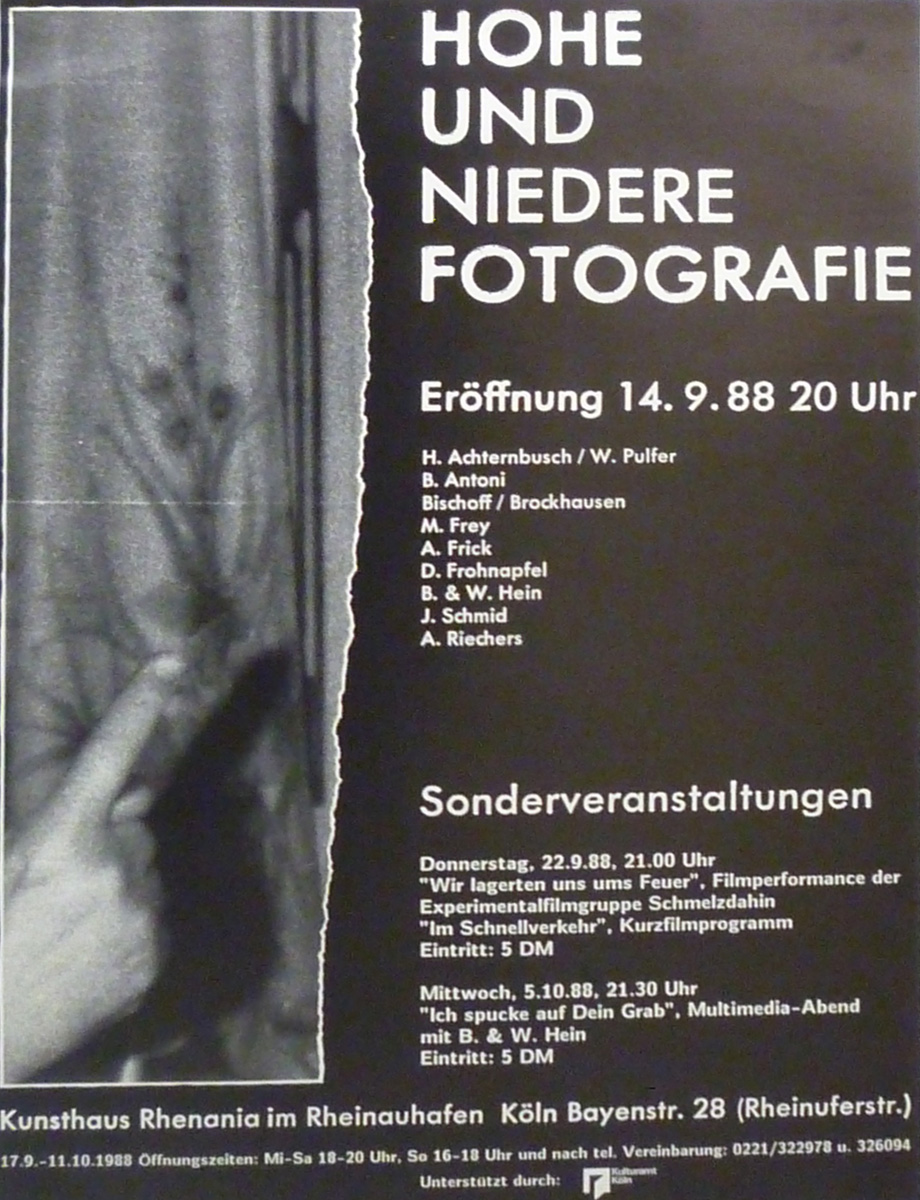 HOHE
UND
NIEDERE
FOTOGRAFIE
Eröffnung 14. 9. 88 20 Uhr
H. Achternbusch / W. Pulfer
B. Antoni
Bischoff / Brockhausen
M. Frey
A. Frick
D. Frohnapfel
B. & W. Hein
J. Schmid
A. Riechers
Sonderveranstaltungen
Donnerstag, 22.9.88, 21.00 Uhr
"Wir lagerten uns ums Feuer", Filmperformance der
Experimentalfilmgruppe Schmelzdahin
"Im Schnellverkehr", Kurzfilmprogramm
Eintritt: 5 DM
Mittwoch, 5.10.88, 21.30 Uhr
"Ich spucke auf Dein Grab", Multimedia-Abend
mit B. & W. Hein
Eintritt: 5 DM
Kunsthaus Rhenania im Rheinauhafen Köln Bayenstr. 28 (Rheinuferstr.)
17.9.-11.10.1988 Öffnungszeiten: Mi-Sa 18-20 Uhr, So 16-18 Uhr und nach tel. Vereinbarung: 0221/322978 u. 326094
Unterstützt durch:
Kulturamt
Köln